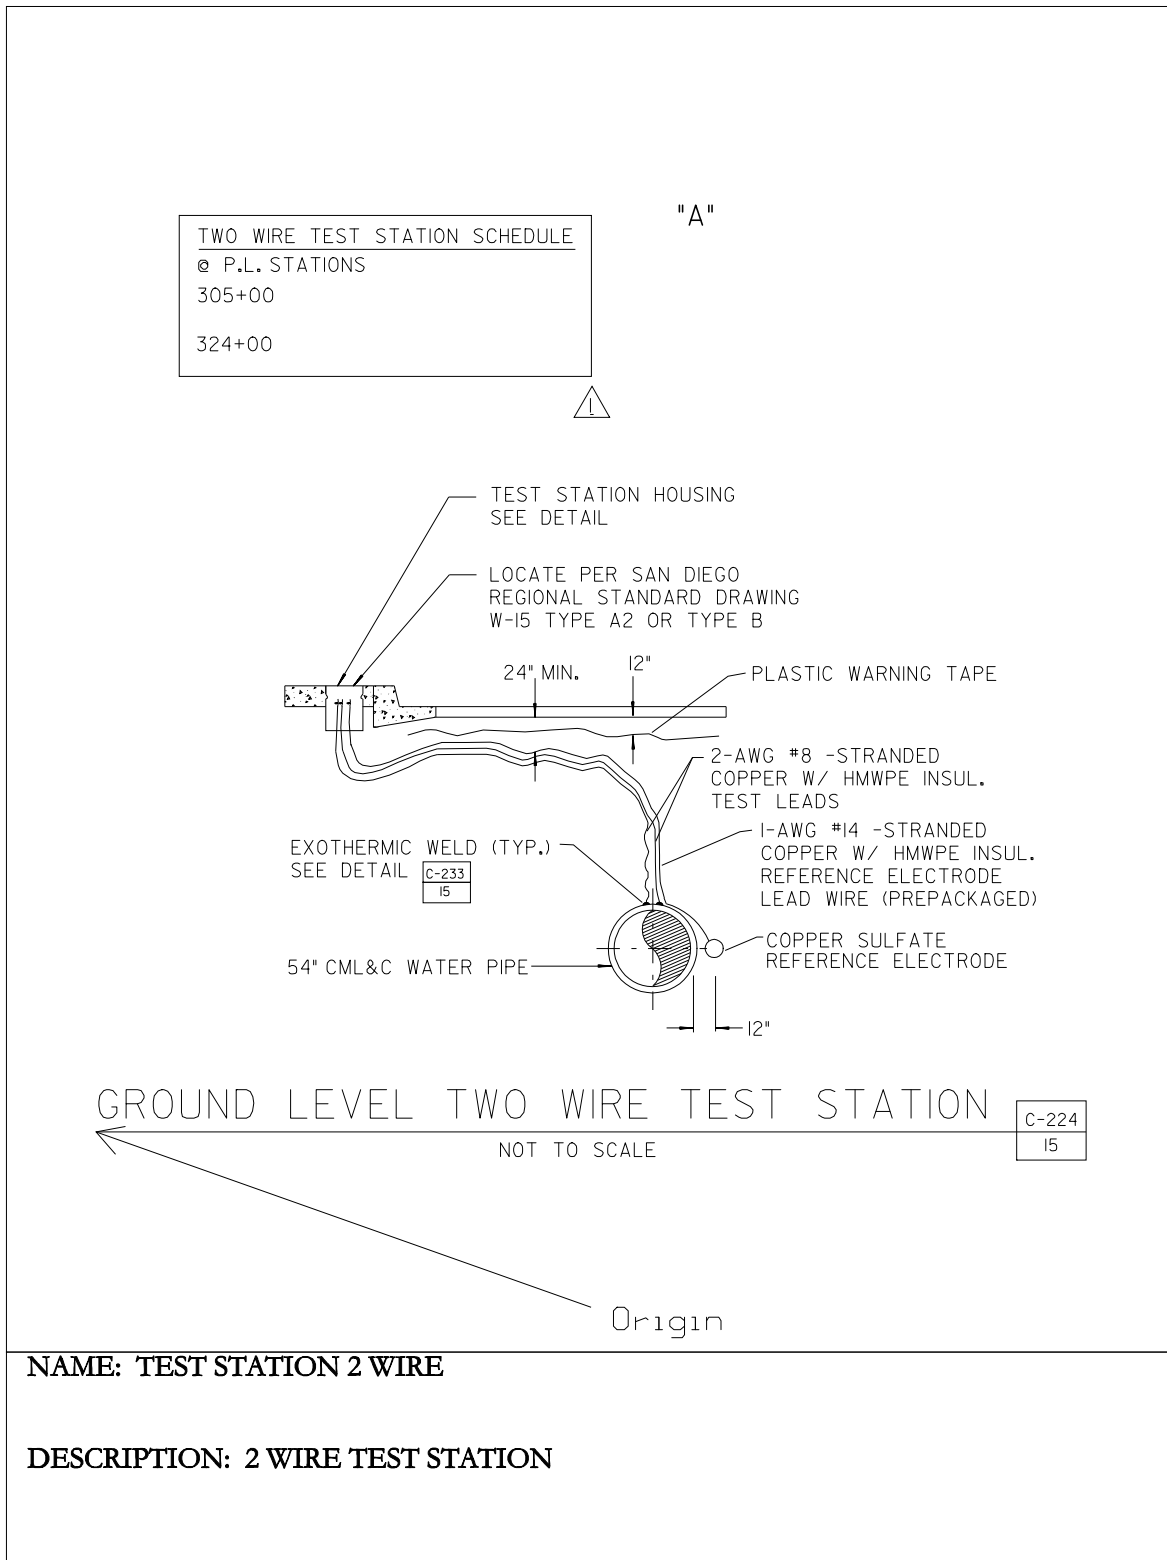 "A"
TWO WIRE TEST STATION SCHEDULE
@ P.L. STATIONS
305+00
324+00
1
TEST STATION HOUSING
SEE DETAIL
LOCATE PER SAN DIEGO
REGIONAL STANDARD DRAWING
W-15 TYPE A2 OR TYPE B
24" MIN.
12"
PLASTIC WARNING TAPE
2-AWG #8 -STRANDED
COPPER W/ HMWPE INSUL.
TEST LEADS
1-AWG #14 -STRANDED
COPPER W/ HMWPE INSUL.
REFERENCE ELECTRODE
LEAD WIRE (PREPACKAGED)
EXOTHERMIC WELD (TYP.)
SEE DETAIL
C-233
15
COPPER SULFATE
REFERENCE ELECTRODE
54" CML&C WATER PIPE
12"
GROUND LEVEL TWO WIRE TEST STATION
C-224
15
NOT TO SCALE
Origin
NAME: TEST STATION 2 WIRE
DESCRIPTION: 2 WIRE TEST STATION